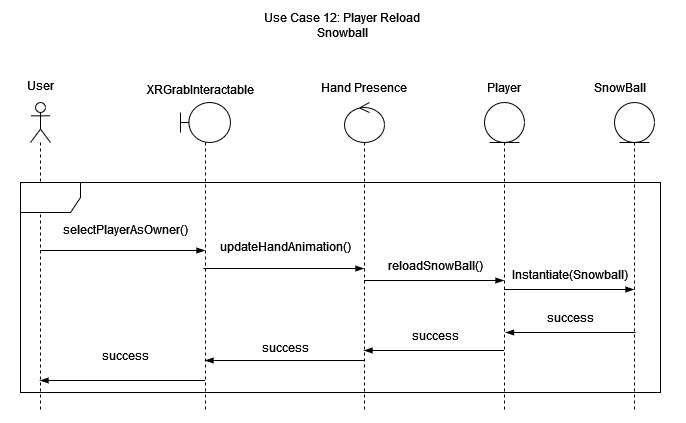 Use Case 12: Player Reload
Snowball
User
XRGrabInteractable
Hand Presence
Player
SnowBall
selectPlayerAsOwner()
updateHandAnimation()
reloadSnowBall()
Instantiate(Snowball)
success
success
success
success